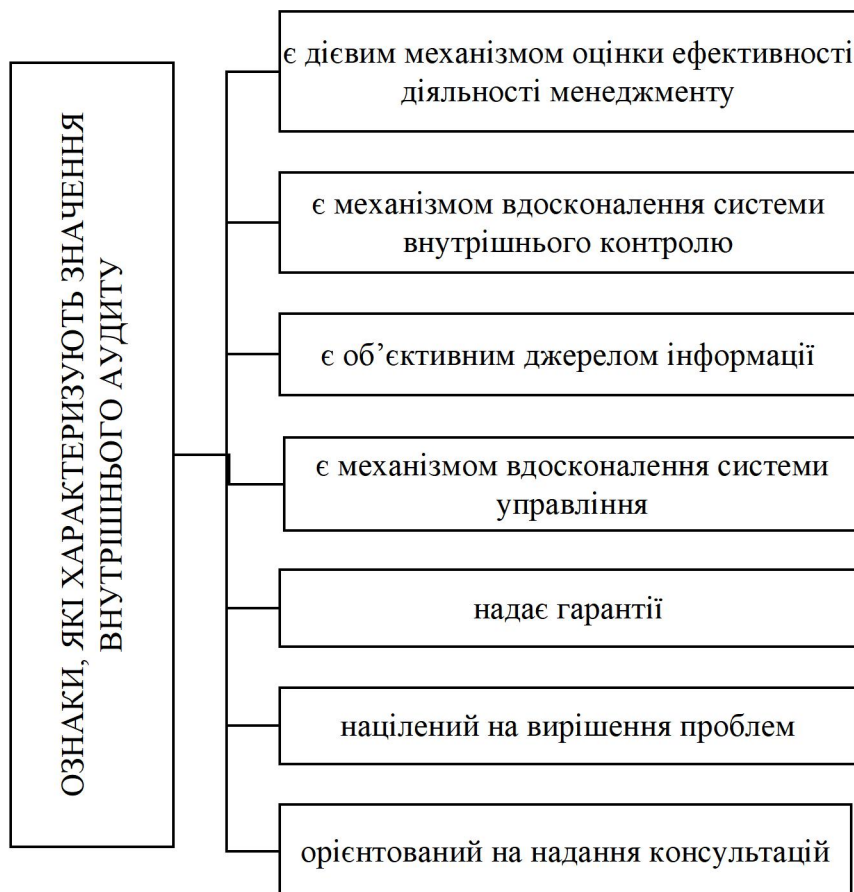 ОЗНАКИ, ЯКІ ХАРАКТЕРИЗУЮТЬ ЗНАЧЕННЯ
ВНУТРІШНЬОГО АУДИТУ
є дієвим механізмом оцінки ефективності
діяльності менеджменту
є механізмом вдосконалення системи
внутрішнього контролю
є об’єктивним джерелом інформації
є механізмом вдосконалення системи
управління
надає гарантії
націлений на вирішення проблем
орієнтований на надання консультацій